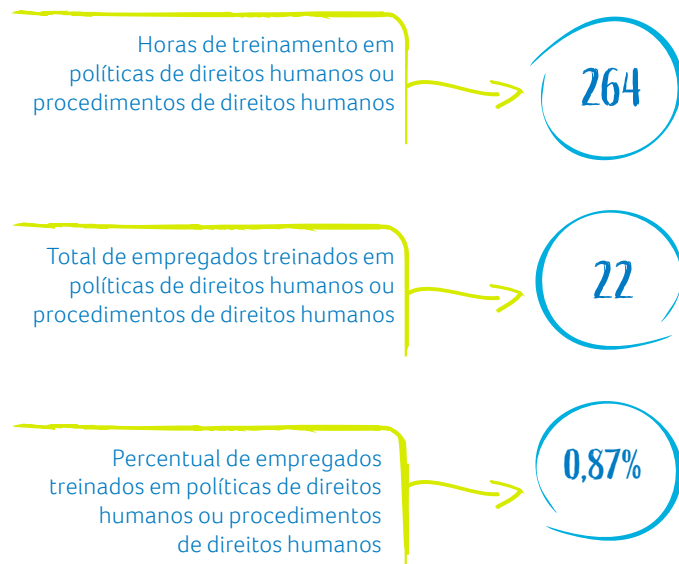 Horas de treinamento em
políticas de direitos humanos ou
procedimentos de direitos humanos
264
Total de empregados treinados em
políticas de direitos humanos ou
procedimentos de direitos humanos
22
Percentual de empregados
treinados em políticas de direitos
humanos ou procedimentos
de direitos humanos
0,87%